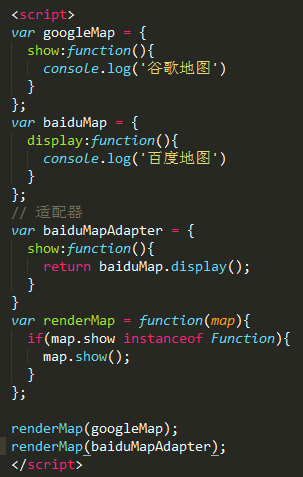 <script>
var googleMap = {
  show:function(){
    console.log('谷歌地图')
  }
};
var baiduMap = {
  display:function(){
    console.log('百度地图')
  }
};
// 适配器
var baiduMapAdapter = {
  show:function(){
    return baiduMap.display();
  }
}
var renderMap = function(map){
  if(map.show instanceof Function){
    map.show();
  }
};

renderMap(googleMap);
renderMap(baiduMapAdapter);
</script>